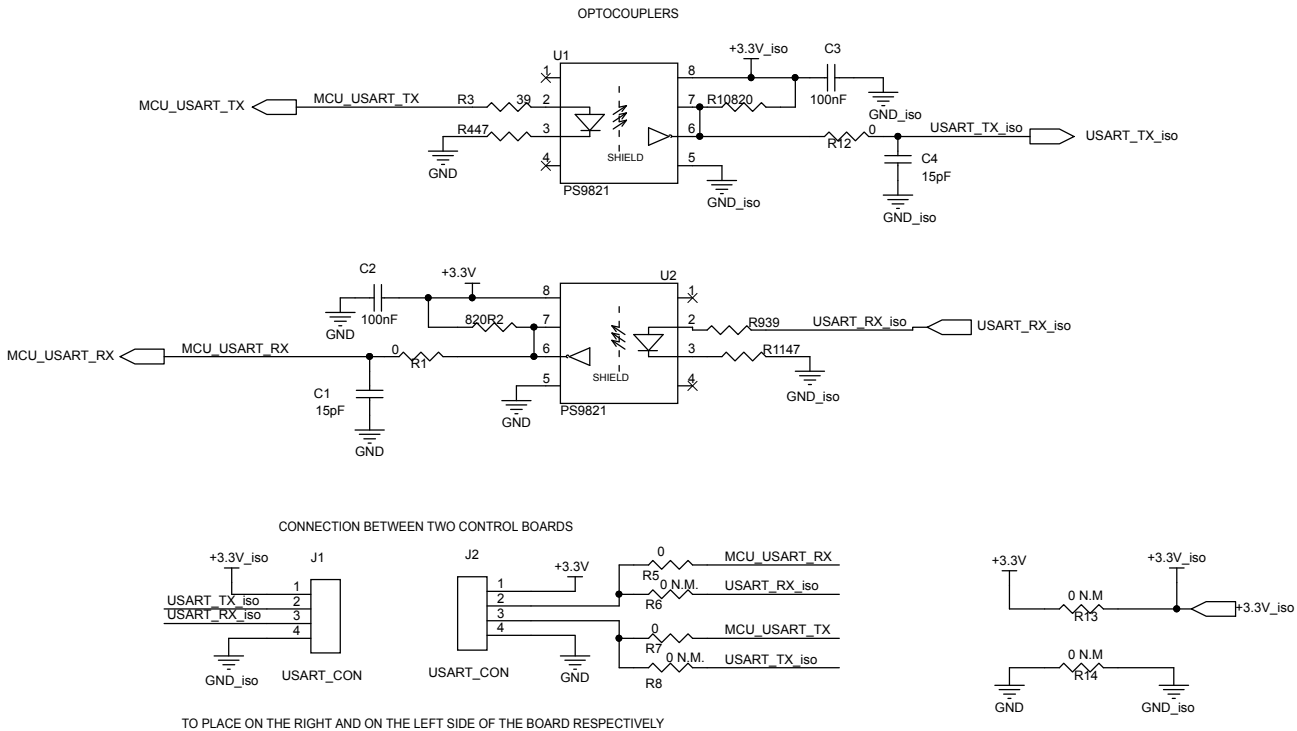 OPTOCOUPLERS
U1
+3.3V_iso
C3
1
8
100nF
GND_iso
MCU_USART_TX
MCU_USART_TX
R3
39
2
7
R10820
R447
3
6
R12
0
USART_TX_iso
USART_TX_iso
GND
4
SHIELD
5
C4
15pF
PS9821
GND_iso
GND_iso
C2
+3.3V
U2
8
1
GND
100nF
820R2
7
2
R939
USART_RX_iso
USART_RX_iso
MCU_USART_RX
MCU_USART_RX
0
R1
6
3
R1147
C1
15pF
5
SHIELD
4
GND_iso
GND
PS9821
GND
CONNECTION BETWEEN TWO CONTROL BOARDS
+3.3V_iso
J1
1
USART_TX_iso
2
USART_RX_iso
3
4
GND_iso
USART_CON
J2
+3.3V
1
2
3
4
USART_CON
GND
0
R5
MCU_USART_RX
0 N.M.
R6
USART_RX_iso
0
R7
MCU_USART_TX
0 N.M.
R8
USART_TX_iso
+3.3V
+3.3V_iso
0 N.M
R13
+3.3V_iso
0 N.M
R14
GND
GND_iso
TO PLACE ON THE RIGHT AND ON THE LEFT SIDE OF THE BOARD RESPECTIVELY